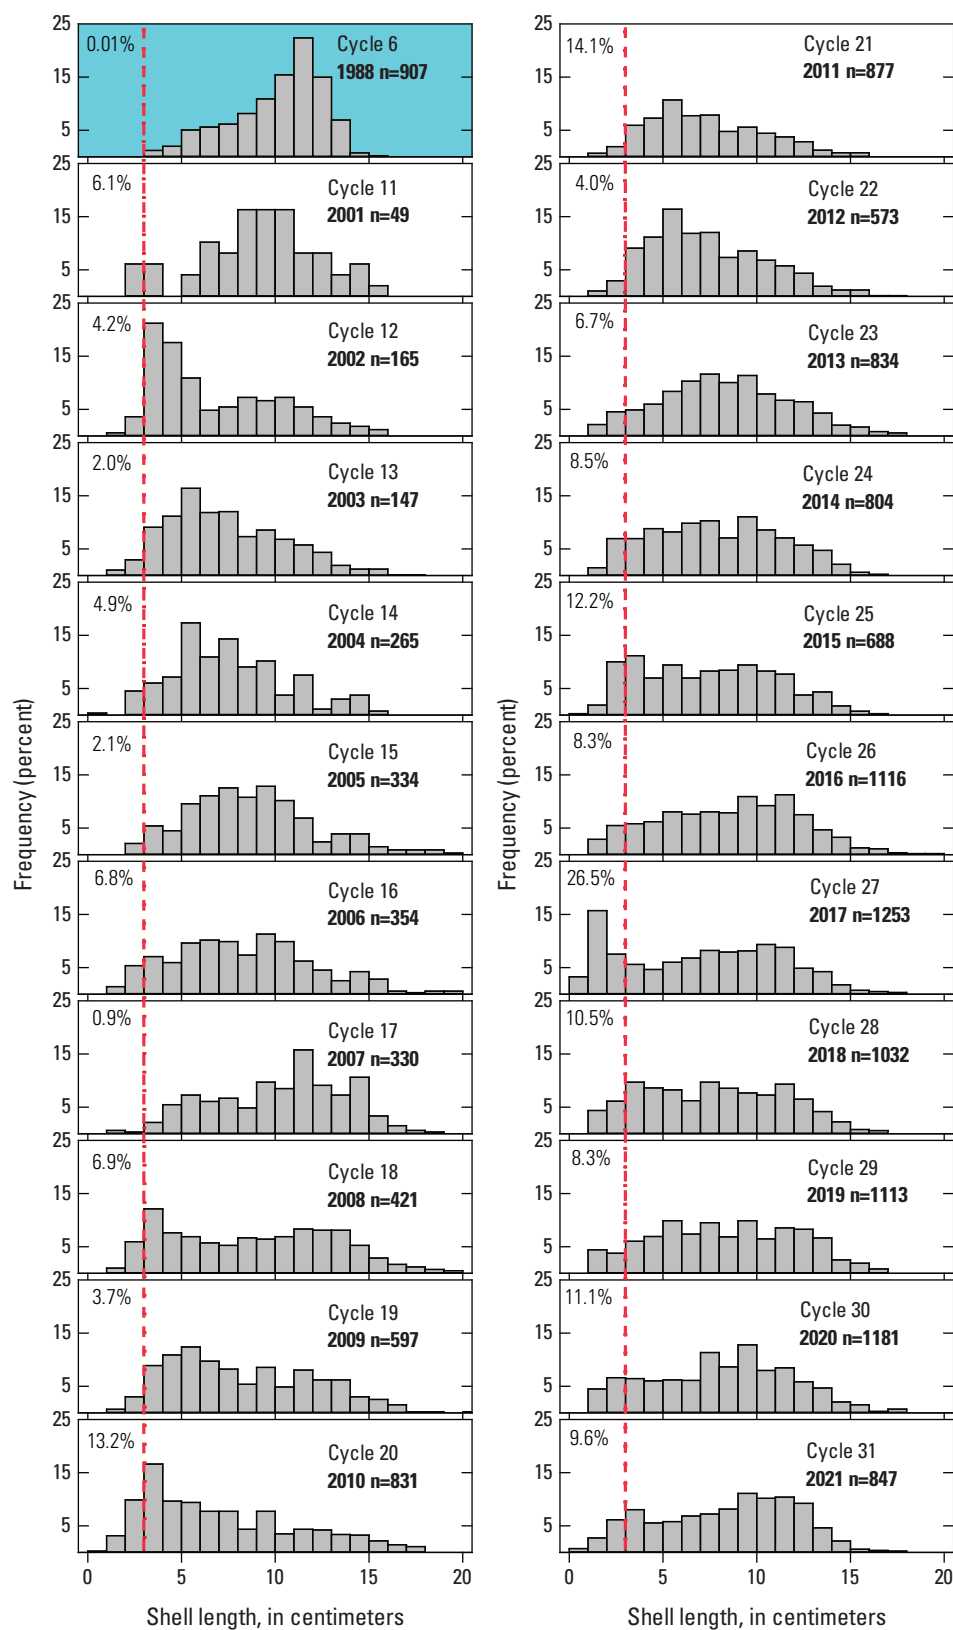 25
15
5
0.01%
Cycle 6
1988 n=907
25
15
5
6.1%
Cycle 11
2001 n=49
25
15
5
4.2%
Cycle 12
2002 n=165
25
15
5
2.0%
Cycle 13
2003 n=147
25
15
5
4.9%
Cycle 14
2004 n=265
25
15
5
2.1%
Cycle 15
2005 n=334
25
15
5
6.8%
Cycle 16
2006 n=354
25
15
5
0.9%
Cycle 17
2007 n=330
25
15
5
6.9%
Cycle 18
2008 n=421
25
15
5
3.7%
Cycle 19
2009 n=597
25
15
5
13.2%
Cycle 20
2010 n=831
0 5 10 15 20
Shell length, in centimeters
Frequency (percent)
25
15
5
14.1%
Cycle 21
2011 n=877
25
15
5
4.0%
Cycle 22
2012 n=573
25
15
5
6.7%
Cycle 23
2013 n=834
25
15
5
8.5%
Cycle 24
2014 n=804
25
15
5
12.2%
Cycle 25
2015 n=688
25
15
5
8.3%
Cycle 26
2016 n=1116
25
15
5
26.5%
Cycle 27
2017 n=1253
25
15
5
10.5%
Cycle 28
2018 n=1032
25
15
5
8.3%
Cycle 29
2019 n=1113
25
15
5
11.1%
Cycle 30
2020 n=1181
25
15
5
9.6%
Cycle 31
2021 n=847
0 5 10 15 20
Shell length, in centimeters
Frequency (percent)